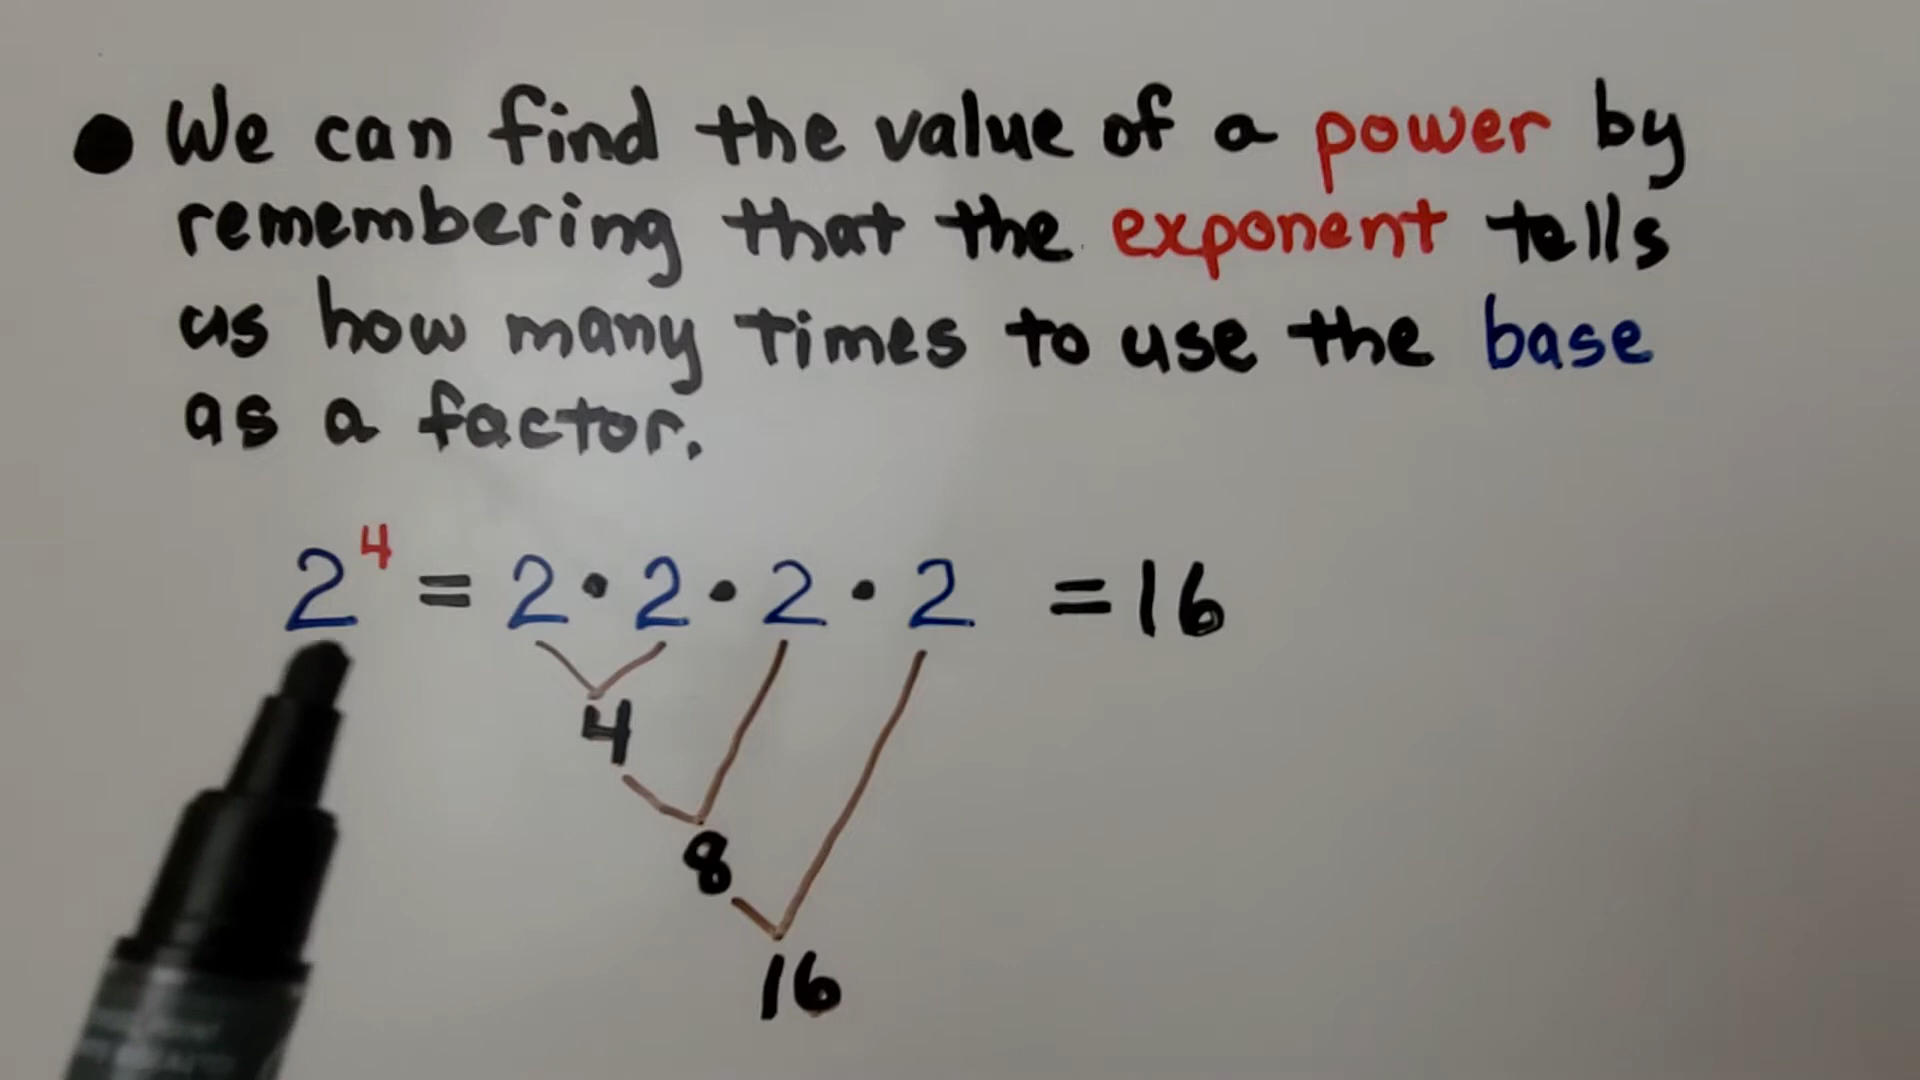 • We can find the value of a power by
remembering that the exponent tells
us how many times to use the base
as a factor.
2⁴ = 2 • 2 • 2 • 2 = 16
4
8
16